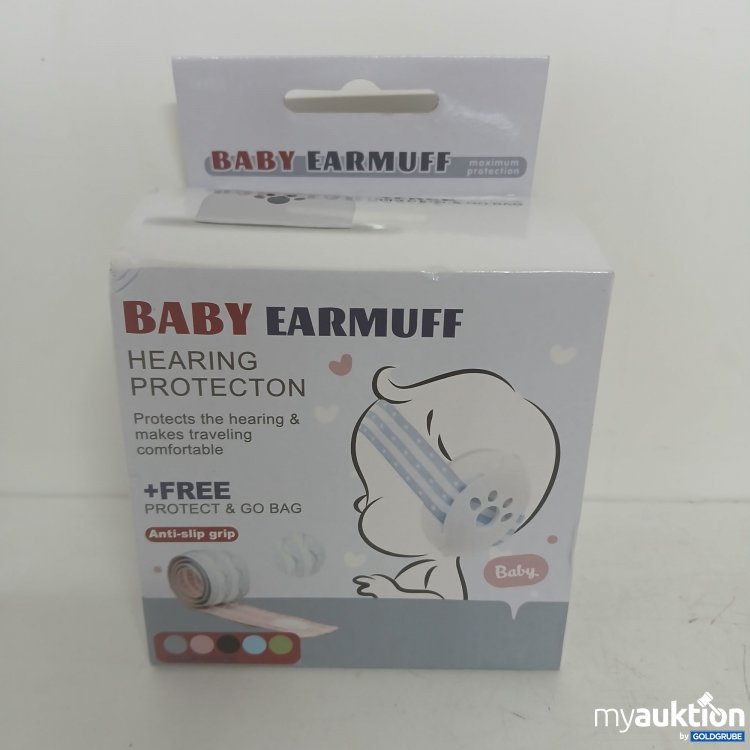 BABY EARMUFF maximum
protection
BABY EARMUFF
HEARING
PROTECTON
Protects the hearing &
makes traveling
comfortable
+FREE
PROTECT & GO BAG
Anti-slip grip
Baby
myauktion
by GOLDGRUBE